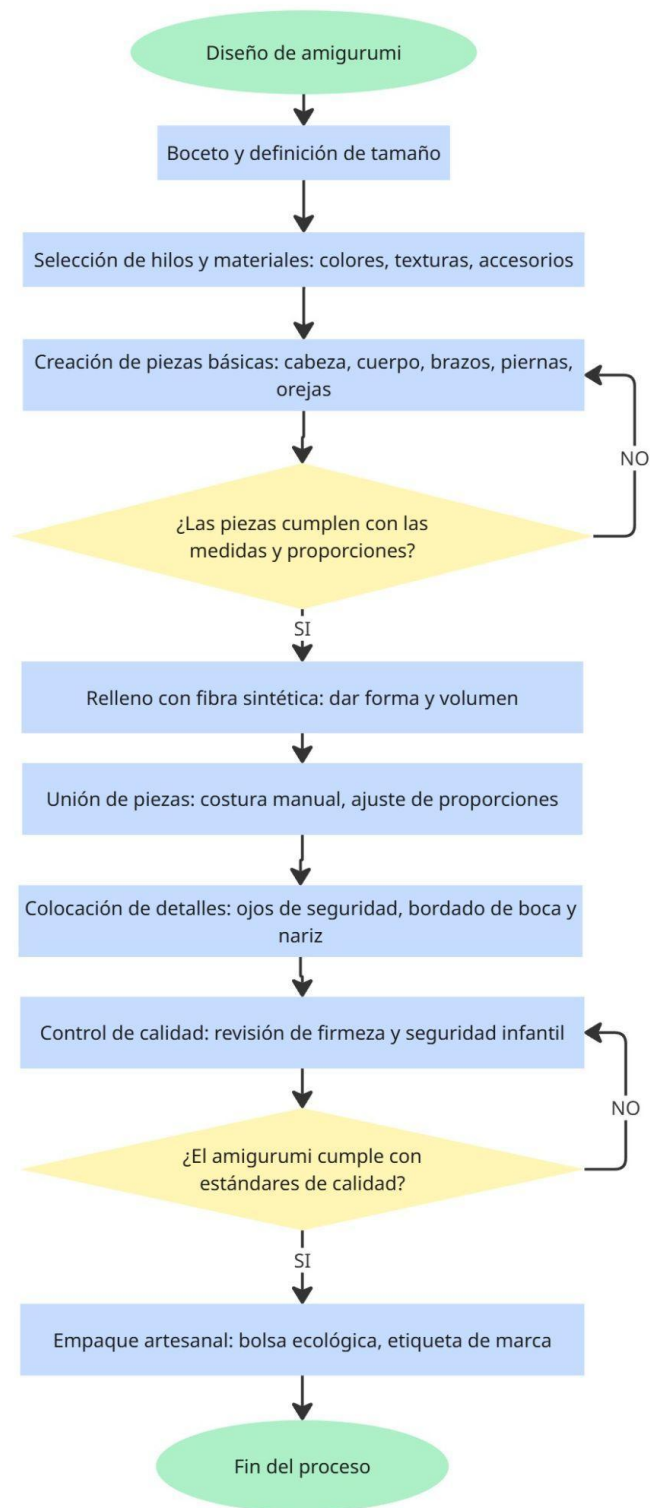 Diseño de amigurumi
Boceto y definición de tamaño
Selección de hilos y materiales: colores, texturas, accesorios
Creación de piezas básicas: cabeza, cuerpo, brazos, piernas,
orejas
NO
¿Las piezas cumplen con las
medidas y proporciones?
SI
Relleno con fibra sintética: dar forma y volumen
Unión de piezas: costura manual, ajuste de proporciones
Colocación de detalles: ojos de seguridad, bordado de boca y
nariz
Control de calidad: revisión de firmeza y seguridad infantil
NO
¿El amigurumi cumple con
estándares de calidad?
SI
Empaque artesanal: bolsa ecológica, etiqueta de marca
Fin del proceso